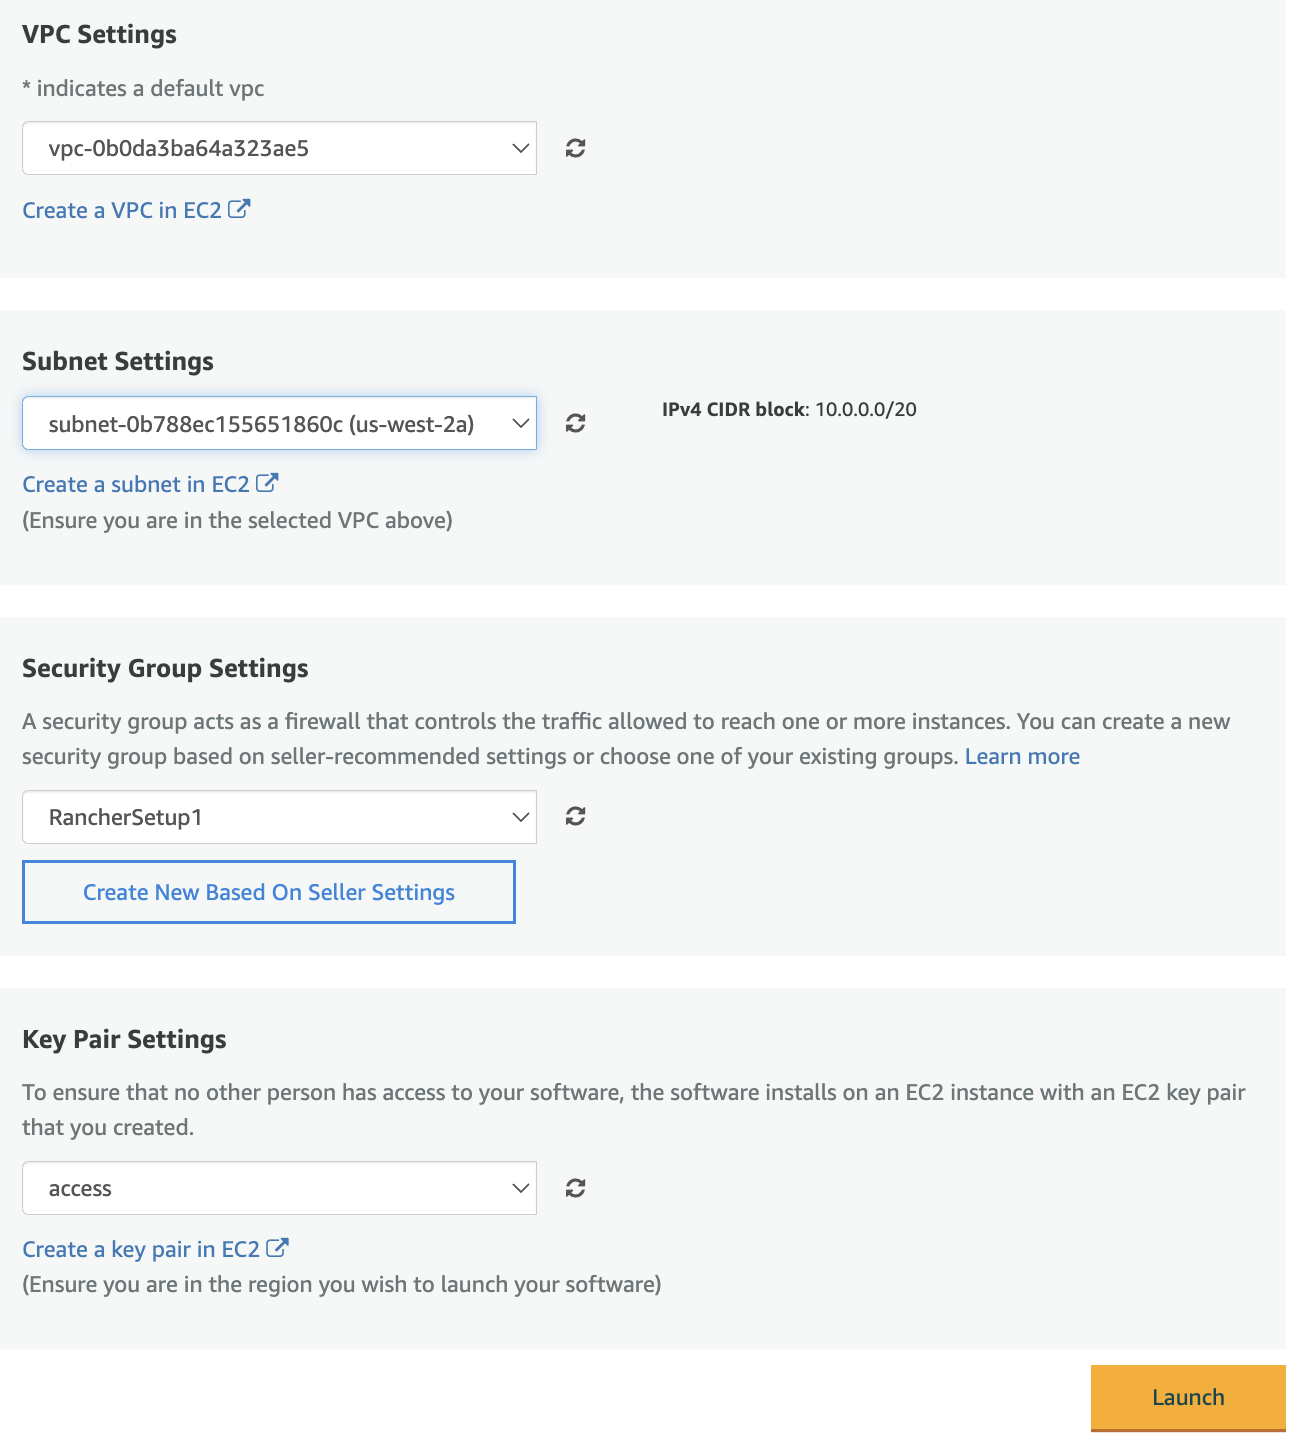 VPC Settings
* indicates a default vpc
vpc-0b0da3ba64a323ae5
Create a VPC in EC2
Subnet Settings
subnet-0b788ec155651860c (us-west-2a)
IPv4 CIDR block: 10.0.0.0/20
Create a subnet in EC2
(Ensure you are in the selected VPC above)
Security Group Settings
A security group acts as a firewall that controls the traffic allowed to reach one or more instances. You can create a new
security group based on seller-recommended settings or choose one of your existing groups. Learn more
RancherSetup1
Create New Based On Seller Settings
Key Pair Settings
To ensure that no other person has access to your software, the software installs on an EC2 instance with an EC2 key pair
that you created.
access
Create a key pair in EC2
(Ensure you are in the region you wish to launch your software)
Launch